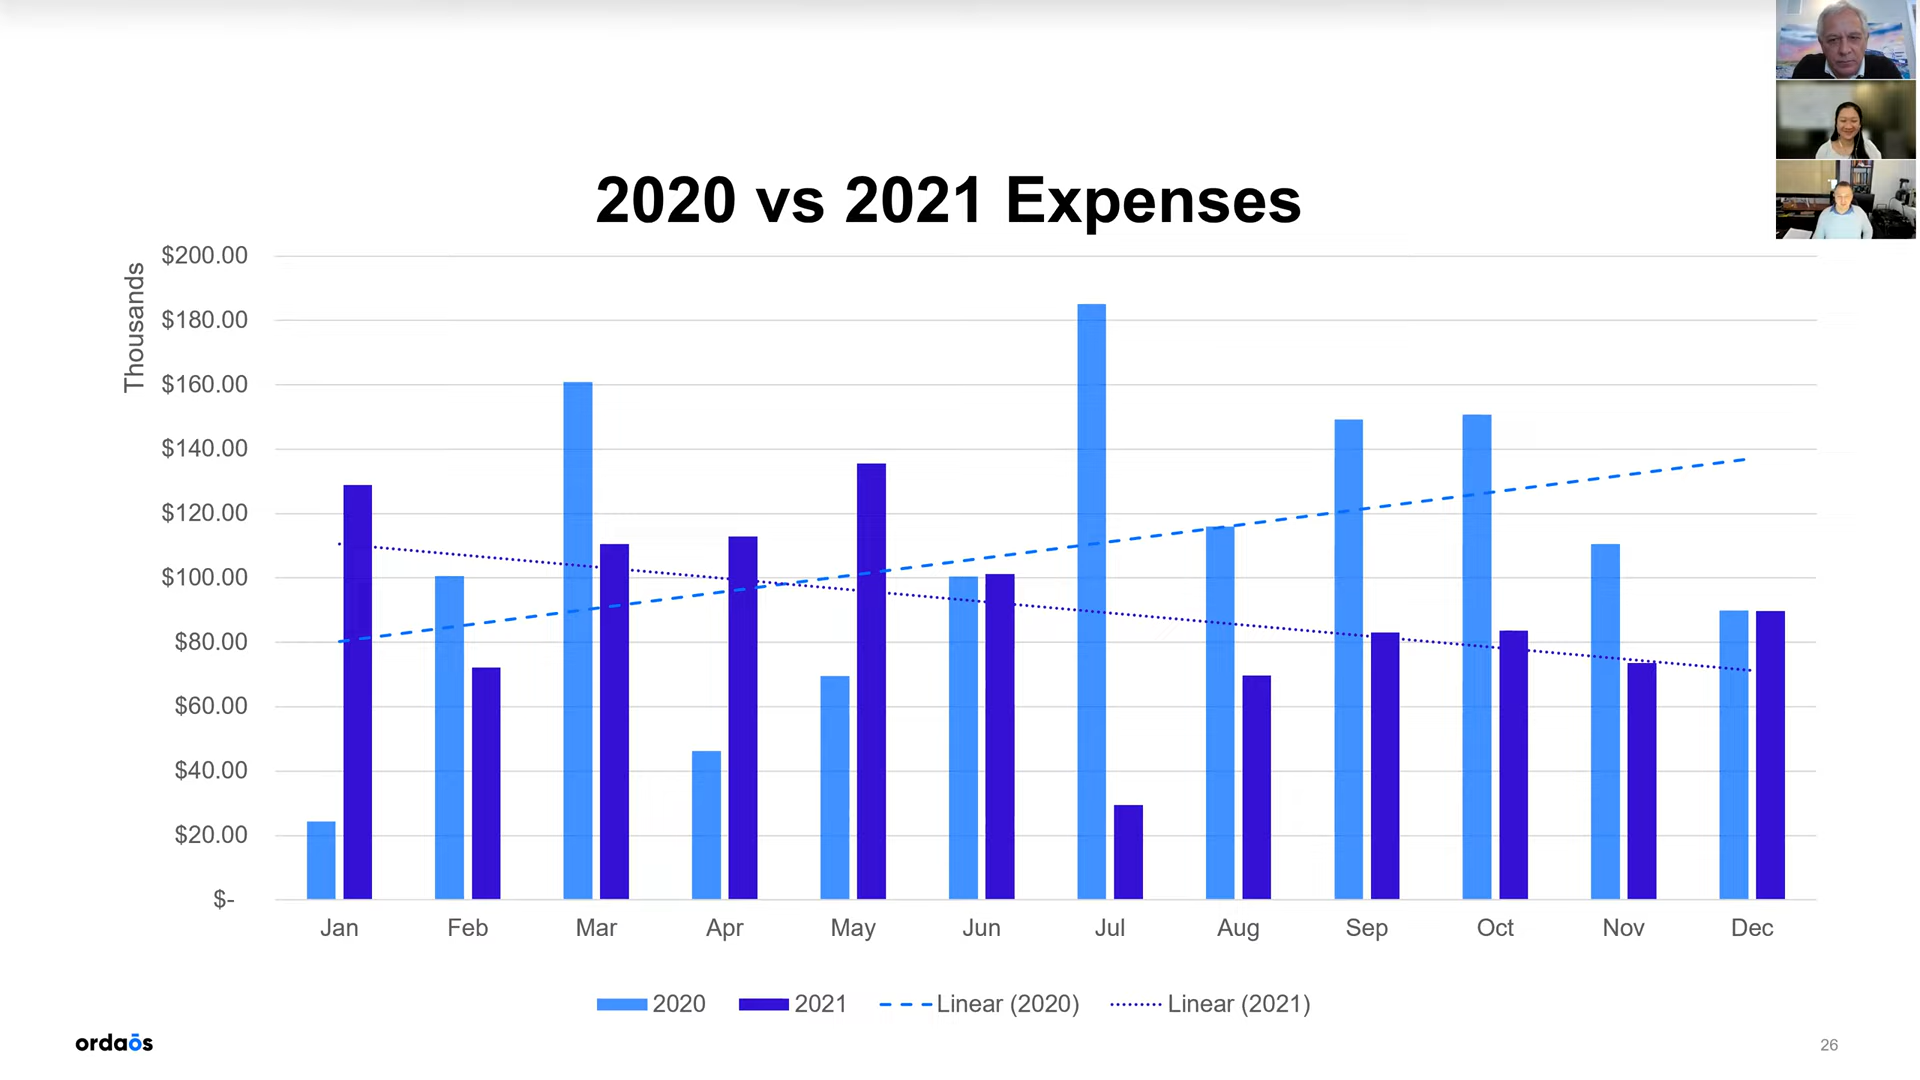 2020 vs 2021 Expenses
Thousands
$200.00
$180.00
$160.00
$140.00
$120.00
$100.00
$80.00
$60.00
$40.00
$20.00
$-
Jan Feb Mar Apr May Jun Jul Aug Sep Oct Nov Dec
2020 2021 Linear (2020) Linear (2021)
ordaōs
26